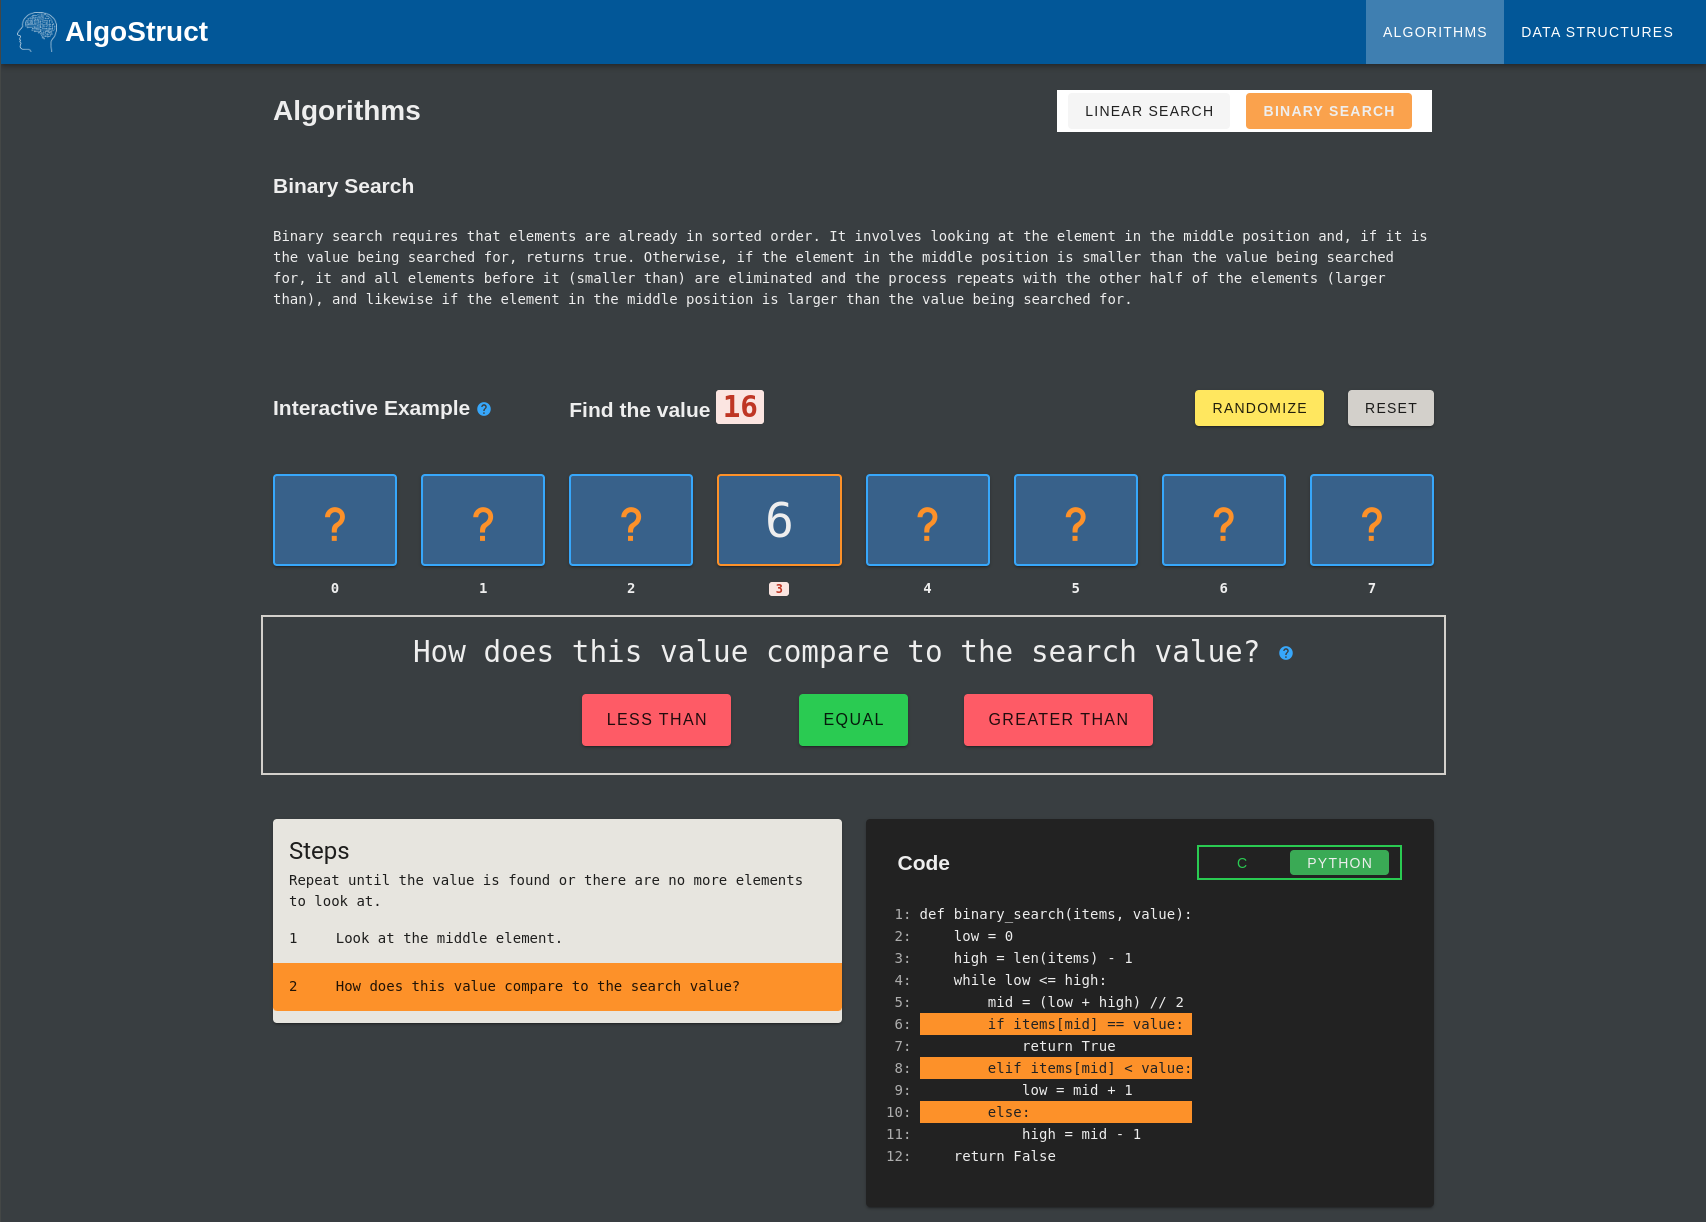 AlgoStruct
ALGORITHMS DATA STRUCTURES
Algorithms
LINEAR SEARCH BINARY SEARCH
Binary Search
Binary search requires that elements are already in sorted order. It involves looking at the element in the middle position and, if it is
the value being searched for, returns true. Otherwise, if the element in the middle position is smaller than the value being searched
for, it and all elements before it (smaller than) are eliminated and the process repeats with the other half of the elements (larger
than), and likewise if the element in the middle position is larger than the value being searched for.
Interactive Example ? Find the value 16 RANDOMIZE RESET
? ? ? 6 ? ? ? ?
0 1 2 3 4 5 6 7
How does this value compare to the search value? ?
LESS THAN EQUAL GREATER THAN
Steps
Repeat until the value is found or there are no more elements
to look at.
1 Look at the middle element.
2 How does this value compare to the search value?
Code
C PYTHON
1: def binary_search(items, value):
2:     low = 0
3:     high = len(items) - 1
4:     while low <= high:
5:         mid = (low + high) // 2
6:         if items[mid] == value:
7:             return True
8:         elif items[mid] < value:
9:             low = mid + 1
10:         else:
11:             high = mid - 1
12:     return False